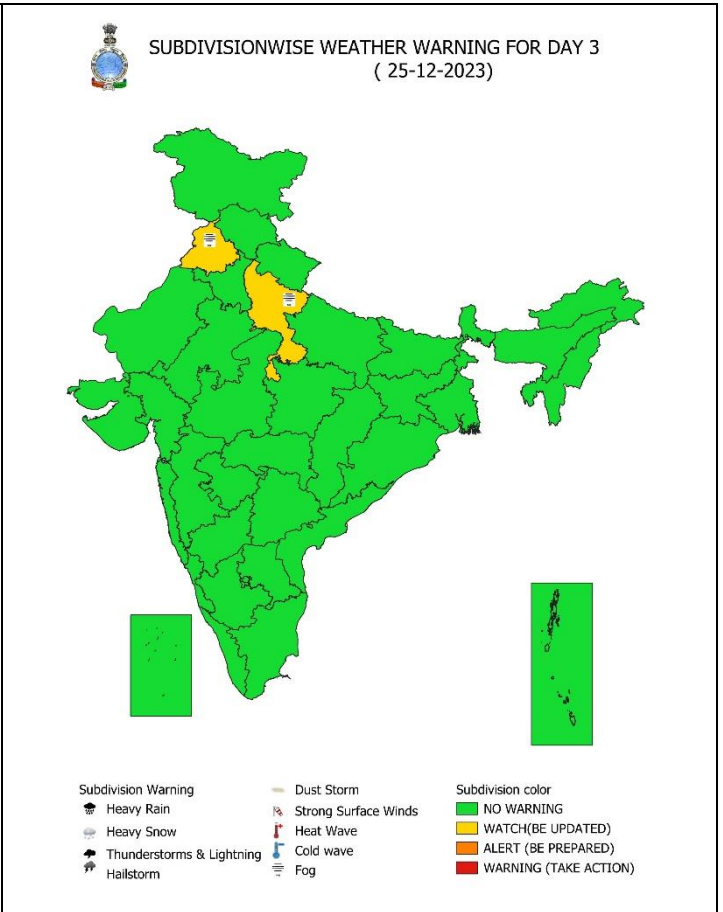 SUBDIVISIONWISE WEATHER WARNING FOR DAY 3
( 25-12-2023)
Subdivision Warning
Heavy Rain
Heavy Snow
Thunderstorms & Lightning
Hailstorm
Dust Storm
Strong Surface Winds
Heat Wave
Cold wave
Fog
Subdivision color
NO WARNING
WATCH(BE UPDATED)
ALERT (BE PREPARED)
WARNING (TAKE ACTION)